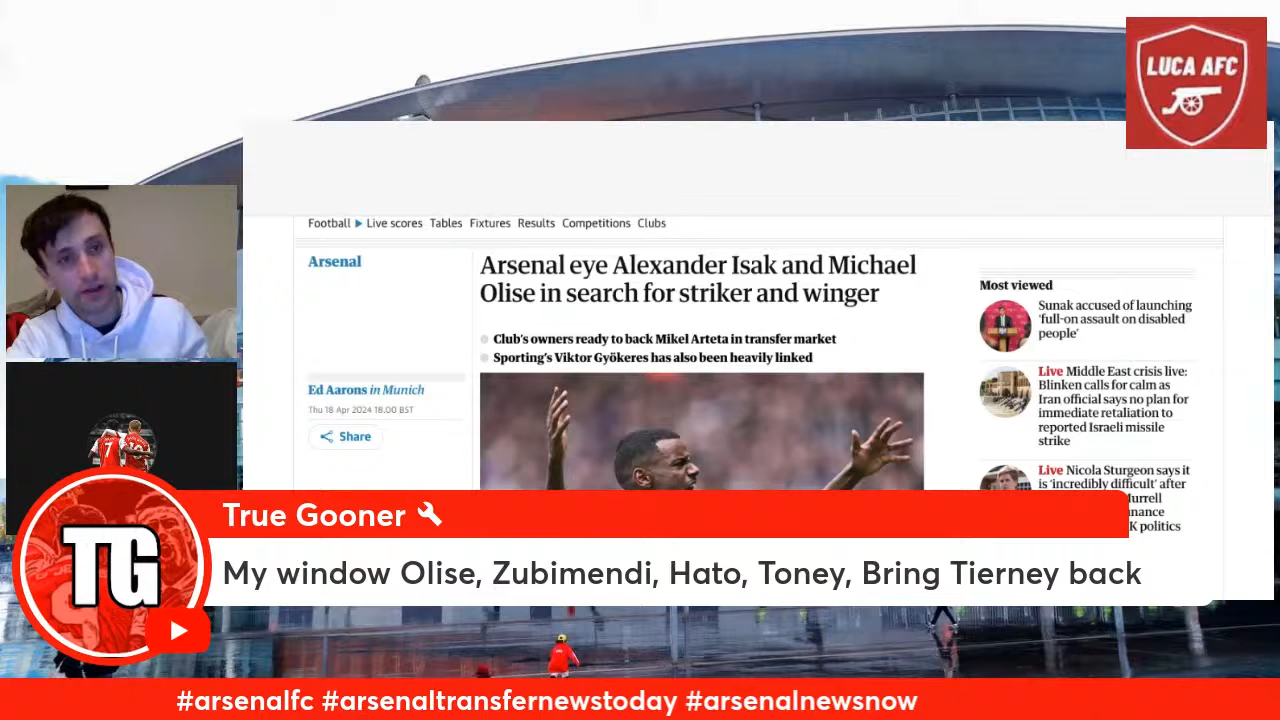 LUCA AFC
Football ▶ Live scores Tables Fixtures Results Competitions Clubs
Arsenal
Arsenal eye Alexander Isak and Michael
Olise in search for striker and winger
Club's owners ready to back Mikel Arteta in transfer market
Sporting's Viktor Gyökeres has also been heavily linked
Ed Aarons in Munich
Thu 18 Apr 2024 18.00 BST
Share
Most viewed
Sunak accused of launching
'full-on assault on disabled
people'
Live Middle East crisis live:
Blinken calls for calm as
Iran official says no plan for
immediate retaliation to
reported Israeli missile
strike
Live Nicola Sturgeon says it
is 'incredibly difficult' after
K politics
7
TG
True Gooner
My window Olise, Zubimendi, Hato, Toney, Bring Tierney back
#arsenalfc #arsenaltransfernewstoday #arsenalnewsnow